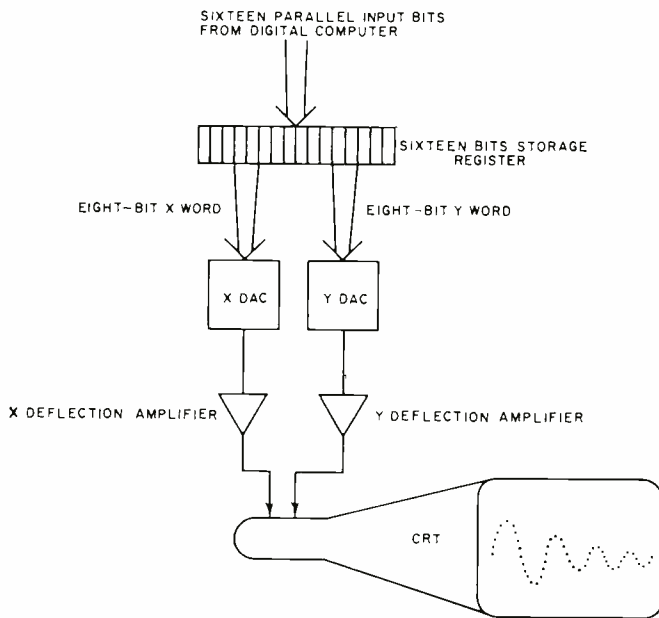 SIXTEEN PARALLEL INPUT BITS
FROM DIGITAL COMPUTER
SIXTEEN BITS STORAGE
REGISTER
EIGHT-BIT X WORD
EIGHT-BIT Y WORD
X DAC
Y DAC
X DEFLECTION AMPLIFIER
Y DEFLECTION AMPLIFIER
CRT